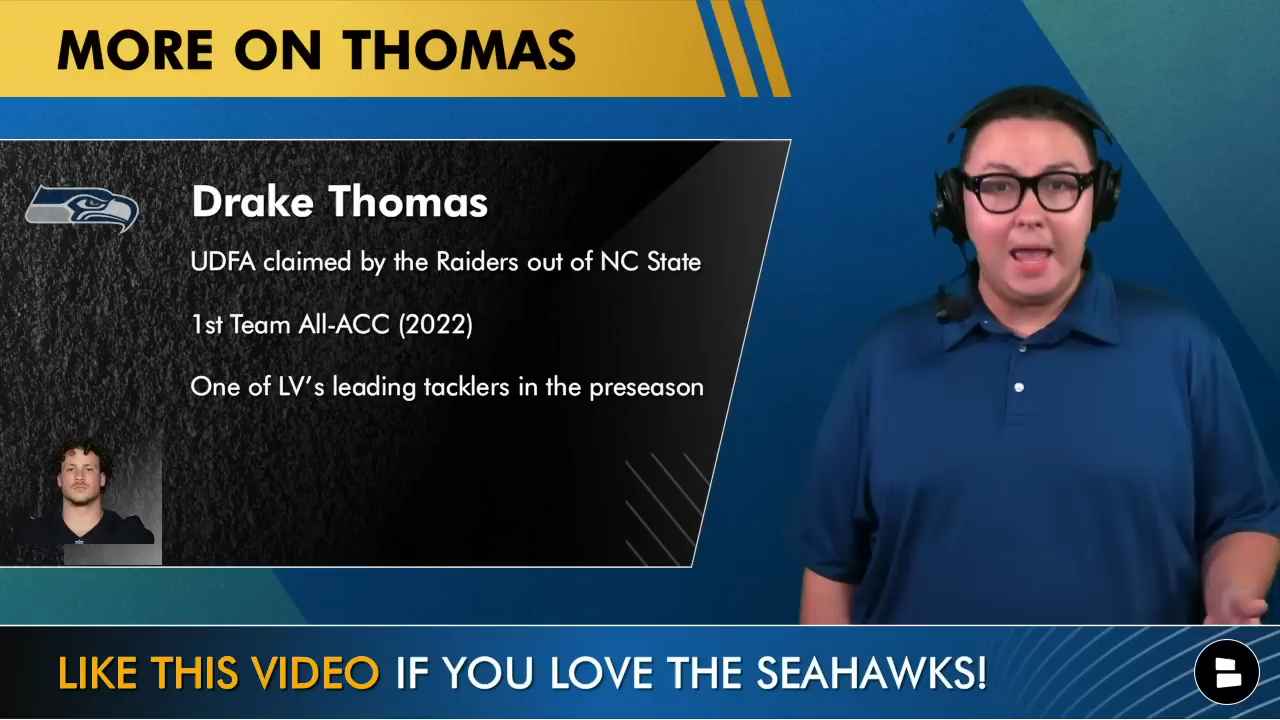 MORE ON THOMAS
Drake Thomas
UDFA claimed by the Raiders out of NC State
1st Team All-ACC (2022)
One of LV's leading tacklers in the preseason
LIKE THIS VIDEO IF YOU LOVE THE SEAHAWKS!